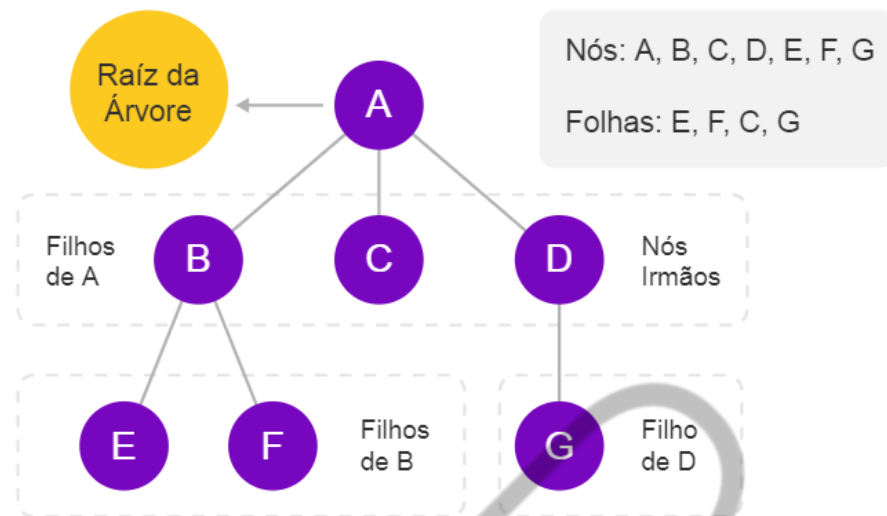 Raíz da
Árvore
A
Nós: A, B, C, D, E, F, G
Folhas: E, F, C, G
Filhos
de A
B
C
D
Nós
Irmãos
E
F
Filhos
de B
G
Filho
de D